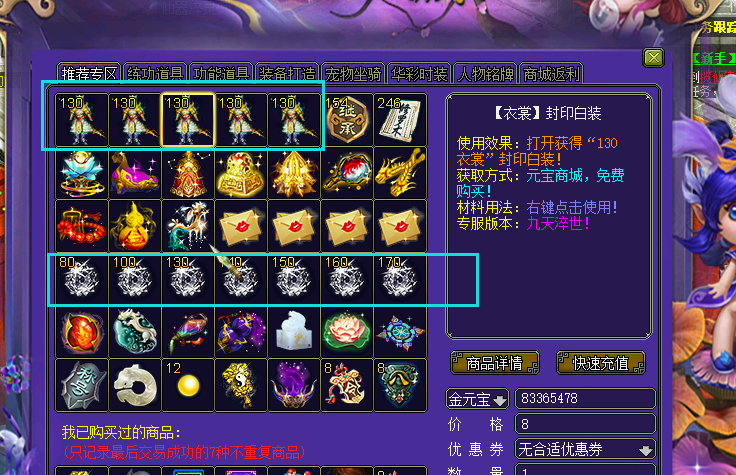 务跟踪
【新手】
推荐专区 练功道具 功能道具 装备打造 宠物坐骑 华彩时装 人物铭牌 商城返利
130 130 130 130 130 154 246
继承
【衣裳】封印白装
使用效果：打开获得“130
衣裳”封印白装！
获取方式：元宝商城，免费
购买！
材料用法：右键点击使用！
专服版本：九天淬世！
80 100 130 140 150 160 170
12 8 8
商品详情 快速充值
金元宝 83365478
价 格 8
优 惠 券 无合适优惠券
数 量 1
我已购买过的商品：
（只记录最后交易成功的7种不重复商品）